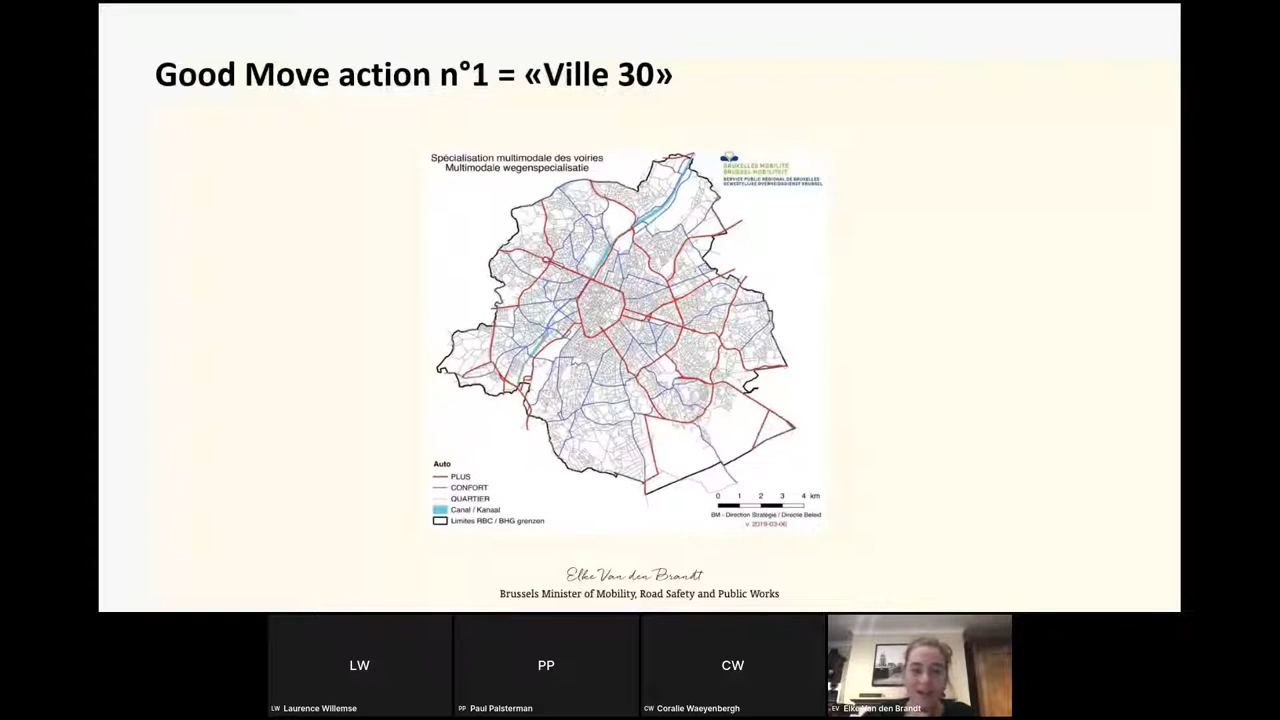 Good Move action n°1 = «Ville 30»
Spécialisation multimodale des voiries
Multimodale wegenspecialisatie
BRUXELLES MOBILITÉ
BRUSSEL MOBILITEIT
SERVICE PUBLIC RÉGIONAL DE BRUXELLES
GEWESTELIJKE OVERHEIDSDIENST BRUSSEL
Auto
PLUS
CONFORT
QUARTIER
Canal / Kanaal
Limites RBC / BHG grenzen
0 1 2 3 4 km
BM - Direction Stratégie / Directie Beleid
v. 2019-03-06
Elke Van den Brandt
Brussels Minister of Mobility, Road Safety and Public Works
LW
PP
CW
LW Laurence Willemse
PP Paul Palsterman
CW Coralie Waeyenbergh
EV Elke Van den Brandt